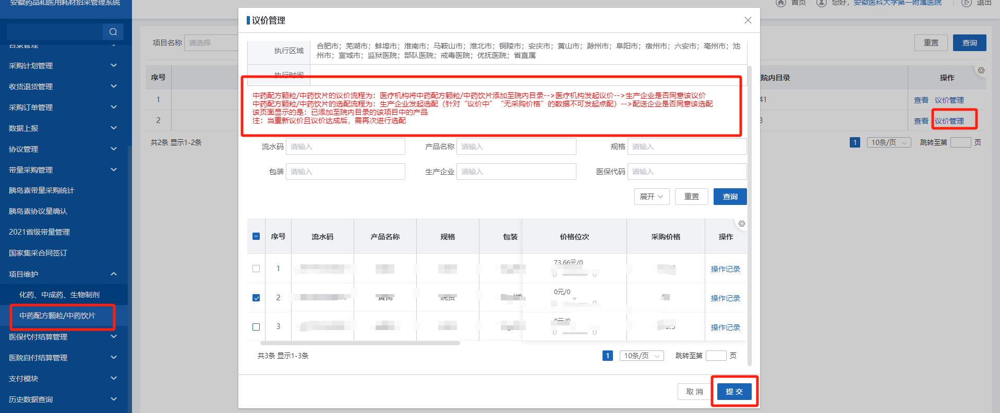 安徽药品和医用耗材招采管理系统
首页 您好，安徽医科大学第一附属医院 退出
目录管理
采购计划管理
收货退货管理
采购订单管理
数据上报
协议管理
带量采购管理
胰岛素带量采购统计
胰岛素协议量确认
2021省级带量管理
国家集采合同签订
项目维护
化药、中成药、生物制剂
中药配方颗粒/中药饮片
医保代付结算管理
医院自付结算管理
支付模块
历史数据查询
项目名称 请选择
重置 查询
序号 院内目录 操作
1 41 查看 议价管理
2 3 查看 议价管理
共2条 显示1-2条
1 10条/页 跳转至第 页
议价管理
执行区域
合肥市；芜湖市；蚌埠市；淮南市；马鞍山市；淮北市；铜陵市；安庆市；黄山市；滁州市；阜阳市；宿州市；六安市；亳州市；池
州市；宣城市；监狱医院；部队医院；戒毒医院；优抚医院；省直属
执行时间
中药配方颗粒/中药饮片的议价流程为：医疗机构将中药配方颗粒/中药饮片添加至院内目录-->医疗机构发起议价-->生产企业是否同意该议价
中药配方颗粒/中药饮片的选配流程为：生产企业发起选配（针对“议价中”“无采购价格”的数据不可发起点配）-->配送企业是否同意该选配
该页面显示的是：已添加至院内目录的该项目中的产品
注：当重新议价且议价达成后，需再次进行选配
流水码 请输入 产品名称 请输入 规格 请输入
包装 请输入 生产企业 请输入 医保代码 请输入
展开 重置 查询
序号 流水码 产品名称 规格 包装 价格位次 采购价格 操作
1 73.66元/0 操作记录
0 0
2 0元/0 操作记录
0
3 0元/0 操作记录
0 0
共3条 显示1-3条
1 10条/页 跳转至第 页
取 消 提 交